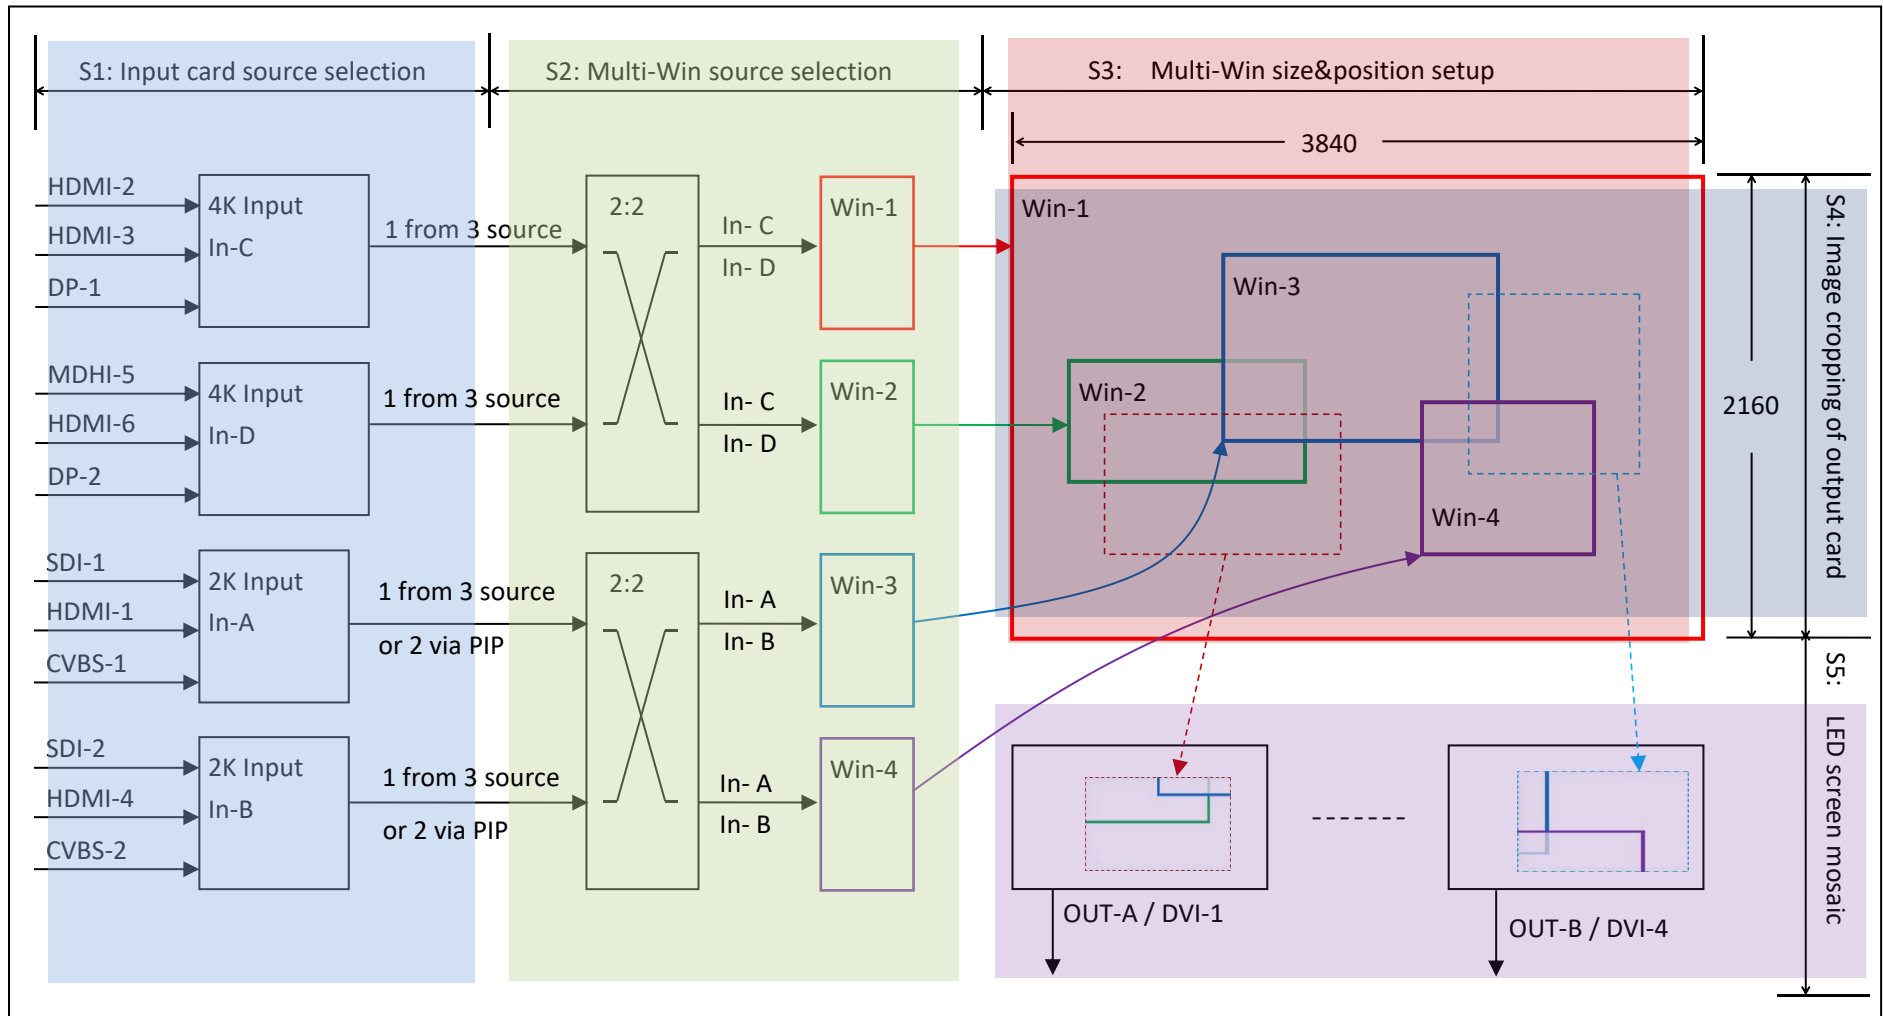 S1: Input card source selection
S2: Multi-Win source selection
S3: Multi-Win size&position setup
3840
HDMI-2
HDMI-3
DP-1
4K Input
In-C
1 from 3 source
2:2
In- C
In- D
Win-1
Win-1
Win-3
Win-2
Win-4
2160
S4: Image cropping of output card
MDHI-5
HDMI-6
DP-2
4K Input
In-D
1 from 3 source
In- C
In- D
Win-2
SDI-1
HDMI-1
CVBS-1
2K Input
In-A
1 from 3 source
or 2 via PIP
2:2
In- A
In- B
Win-3
SDI-2
HDMI-4
CVBS-2
2K Input
In-B
1 from 3 source
or 2 via PIP
In- A
In- B
Win-4
S5: LED screen mosaic
OUT-A / DVI-1
OUT-B / DVI-4